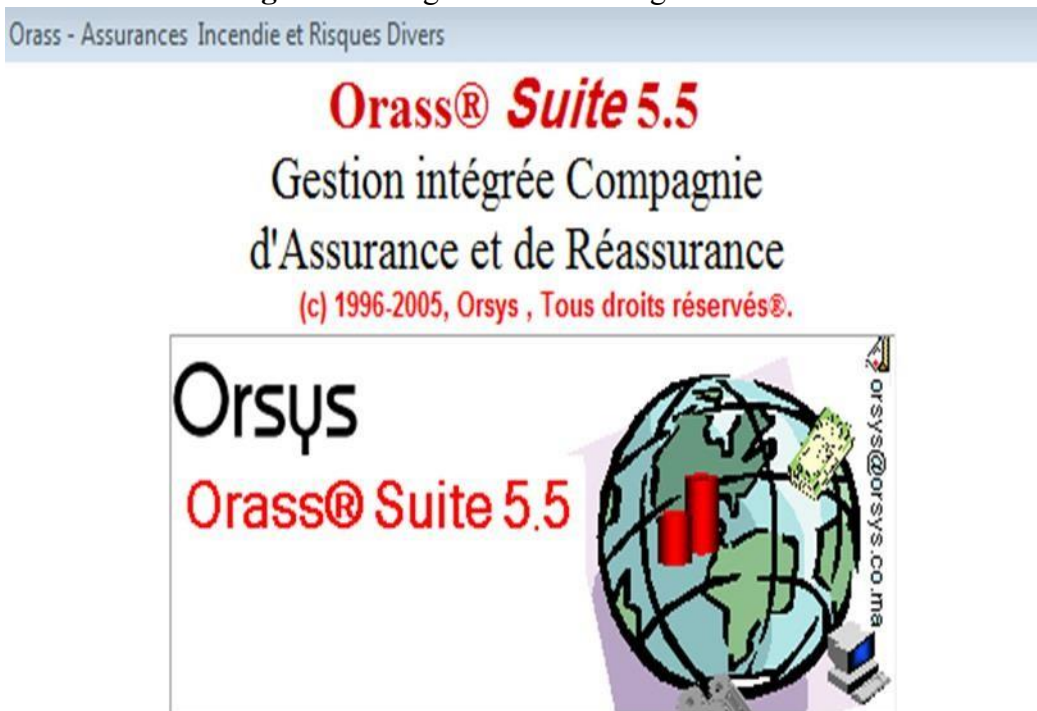 Orass - Assurances Incendie et Risques Divers
Orass® Suite 5.5
Gestion intégrée Compagnie
d'Assurance et de Réassurance
(c) 1996-2005, Orsys , Tous droits réservés®.
Orsys
Orass® Suite 5.5
orsys@orsys.co.ma